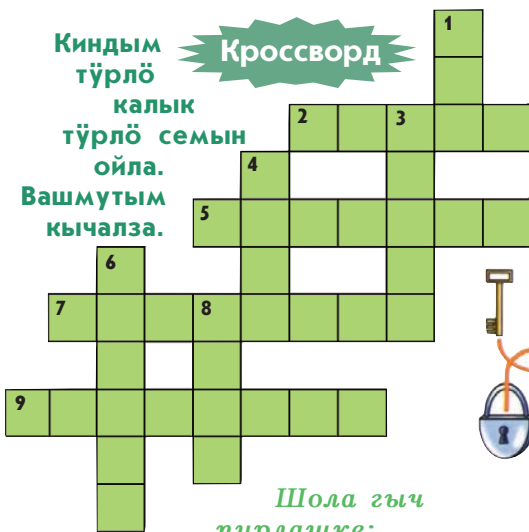 Киндым
тӱрлӧ
калык
тӱрлӧ семын
ойла.
Вашмутым
кычалза.
Кроссворд
1
2
3
4
5
6
7
8
9
Шола гыч
пурлашке: